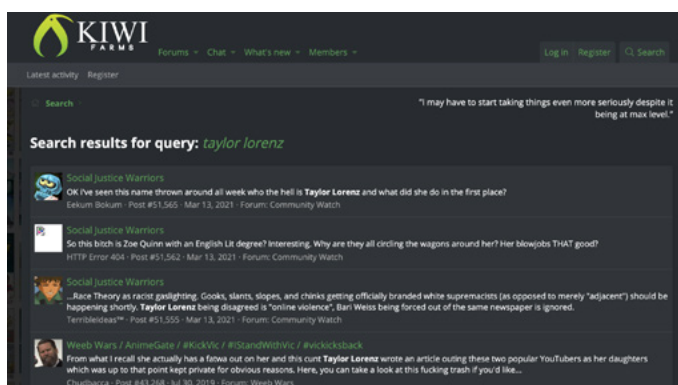 KIWI
FARMS
Forums Chat What's new Members
Log in Register Search
Latest activity Register
Search
"I may have to start taking things even more seriously despite it
being at max level."
Search results for query: taylor lorenz
Social Justice Warriors
OK i've seen this name thrown around all week who the hell is Taylor Lorenz and what did she do in the first place?
Eekum Bokum · Post #51,565 · Mar 13, 2021 · Forum: Community Watch
Social Justice Warriors
So this bitch is Zoe Quinn with an English Lit degree? Interesting. Why are they all circling the wagons around her? Her blowjobs THAT good?
HTTP Error 404 · Post #51,562 · Mar 13, 2021 · Forum: Community Watch
Social Justice Warriors
...Race Theory as racist gaslighting. Gooks, slants, slopes, and chinks getting officially branded white supremacists (as opposed to merely "adjacent") should be
happening shortly. Taylor Lorenz being disagreed is "online violence", Bari Weiss being forced out of the same newspaper is ignored.
Terribleideas™ · Post #51,555 · Mar 13, 2021 · Forum: Community Watch
Weeb Wars / AnimeGate / #KickVic / #IStandWithVic / #vickicksback
From what I recall she actually has a fatwa out on her and this cunt Taylor Lorenz wrote an article outing these two popular YouTubers as her daughters
which was up to that point kept private for obvious reasons. Here, you can take a look at this fucking trash if you'd like...
Chudbacca · Post #43,268 · Jul 30, 2019 · Forum: Weeb Wars